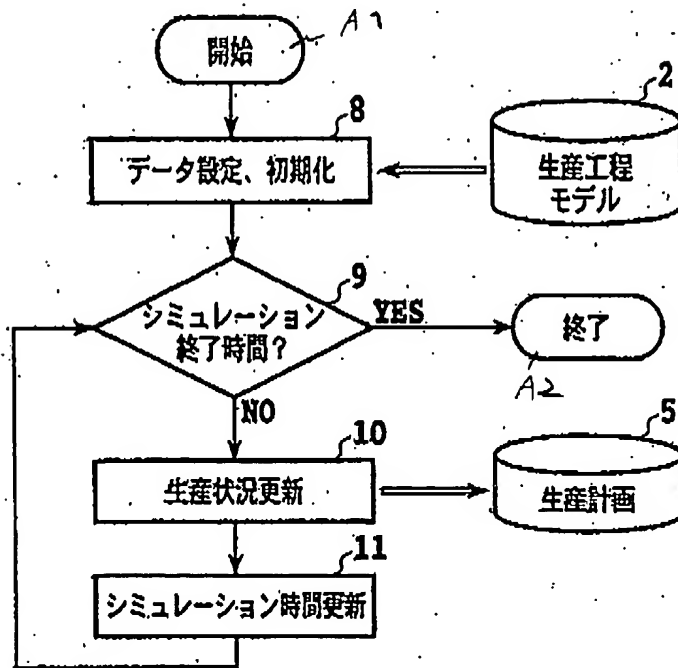 開始
A1
8
2
データ設定、初期化
生産工程
モデル
9
シミュレーション
終了時間?
YES
終了
A2
NO
10
5
生産状況更新
生産計画
11
シミュレーション時間更新